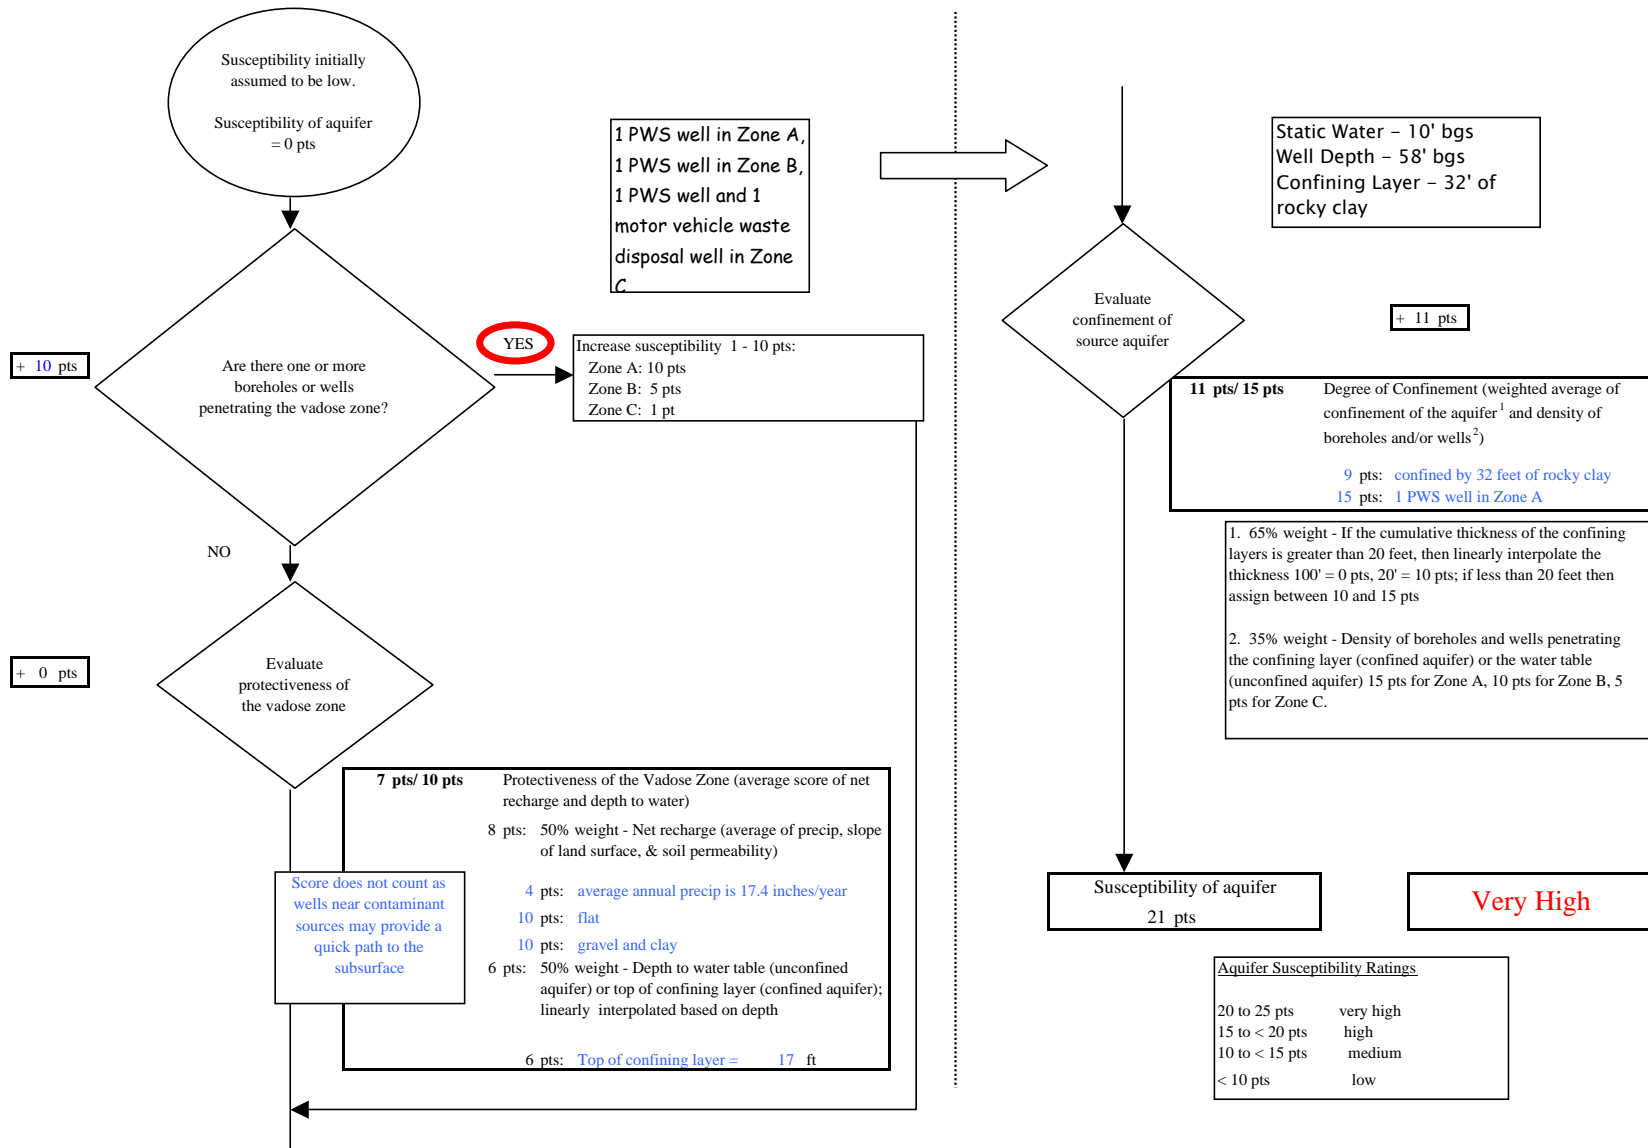 Susceptibility initially
assumed to be low.
Susceptibility of aquifer
= 0 pts
1 PWS well in Zone A,
1 PWS well in Zone B,
1 PWS well and 1
motor vehicle waste
disposal well in Zone
C
YES
+ 10 pts
Are there one or more
boreholes or wells
penetrating the vadose zone?
Increase susceptibility 1 - 10 pts:
Zone A: 10 pts
Zone B: 5 pts
Zone C: 1 pt
NO
+ 0 pts
Evaluate
protectiveness of
the vadose zone
7 pts/ 10 pts Protectiveness of the Vadose Zone (average score of net
recharge and depth to water)
8 pts: 50% weight - Net recharge (average of precip, slope
of land surface, & soil permeability)
4 pts: average annual precip is 17.4 inches/year
10 pts: flat
10 pts: gravel and clay
6 pts: 50% weight - Depth to water table (unconfined
aquifer) or top of confining layer (confined aquifer);
linearly interpolated based on depth
6 pts: Top of confining layer = 17 ft
Score does not count as
wells near contaminant
sources may provide a
quick path to the
subsurface
Static Water – 10' bgs
Well Depth – 58' bgs
Confining Layer – 32' of
rocky clay
Evaluate
confinement of
source aquifer
+ 11 pts
11 pts/ 15 pts Degree of Confinement (weighted average of
confinement of the aquifer1 and density of
boreholes and/or wells2)
9 pts: confined by 32 feet of rocky clay
15 pts: 1 PWS well in Zone A
1. 65% weight - If the cumulative thickness of the confining
layers is greater than 20 feet, then linearly interpolate the
thickness 100' = 0 pts, 20' = 10 pts; if less than 20 feet then
assign between 10 and 15 pts
2. 35% weight - Density of boreholes and wells penetrating
the confining layer (confined aquifer) or the water table
(unconfined aquifer) 15 pts for Zone A, 10 pts for Zone B, 5
pts for Zone C.
Susceptibility of aquifer
21 pts
Very High
Aquifer Susceptibility Ratings
20 to 25 pts very high
15 to < 20 pts high
10 to < 15 pts medium
< 10 pts low